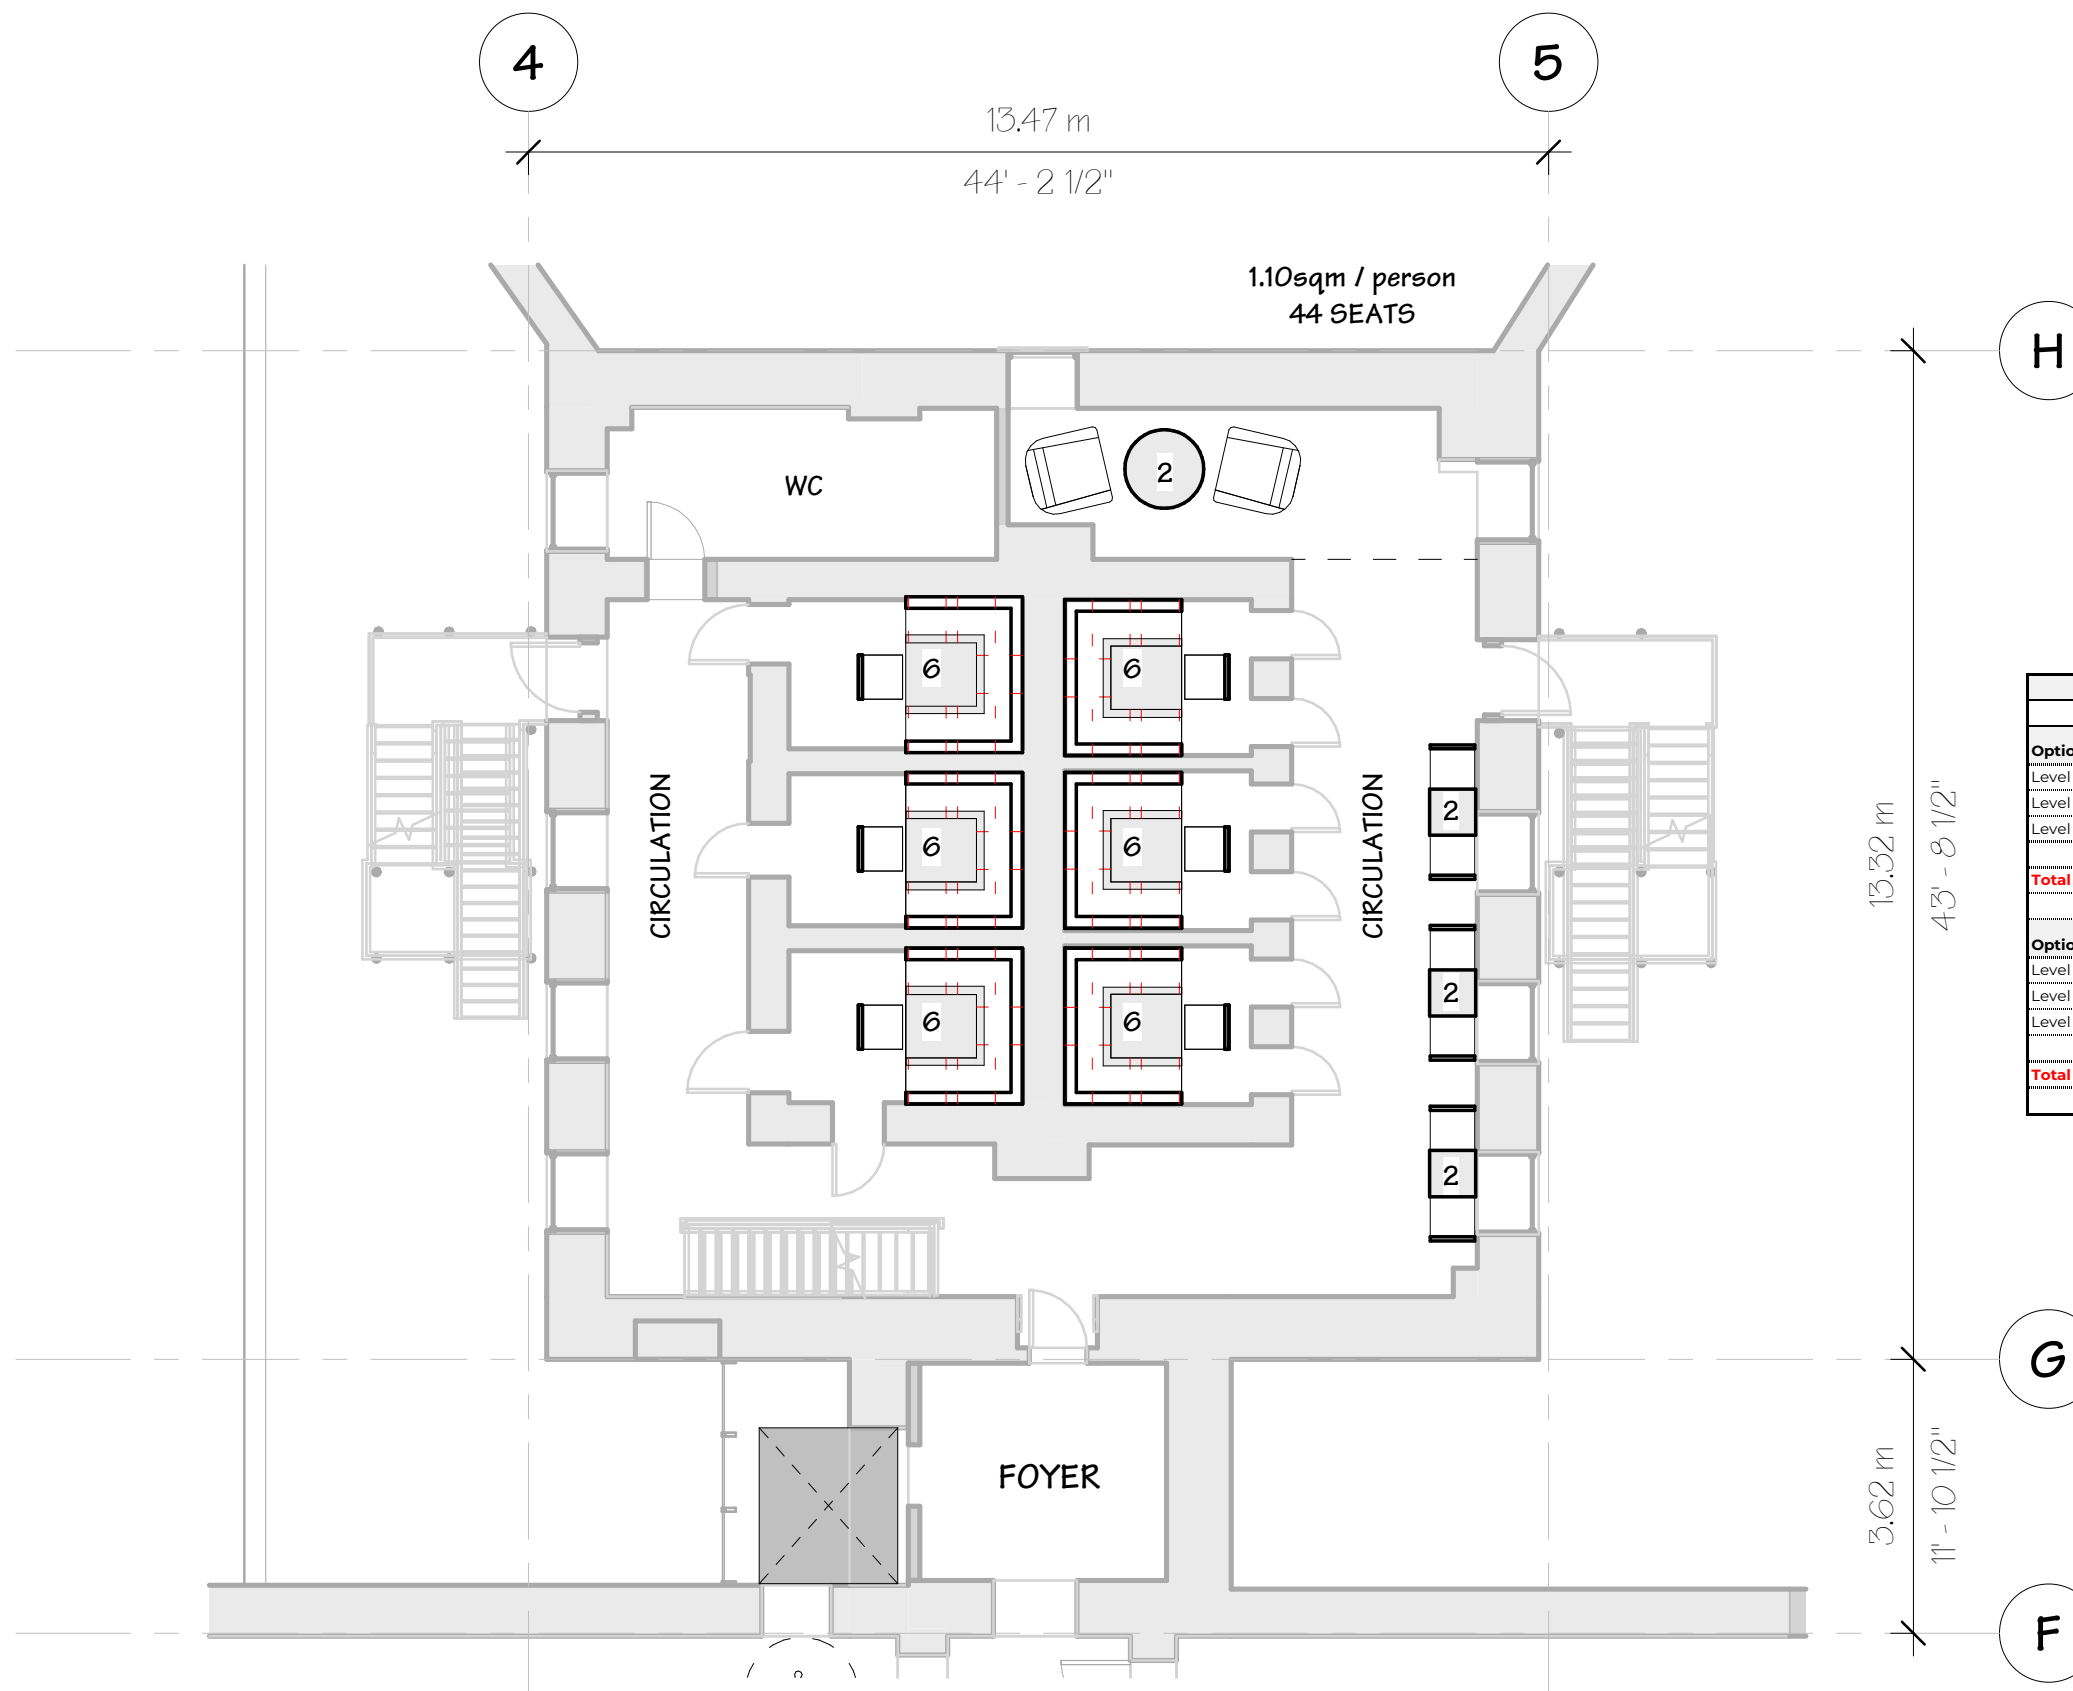 4
5
13.47 m
44' - 2 1/2"
1.10sqm / person
44 SEATS
H
WC
2
6
6
CIRCULATION
CIRCULATION
6
6
2
13.32 m
43' - 8 1/2"
Level
Level
Level
Total
2
6
6
Level
Level
Level
Total
2
G
FOYER
3.62 m
11' - 10 1/2"
F